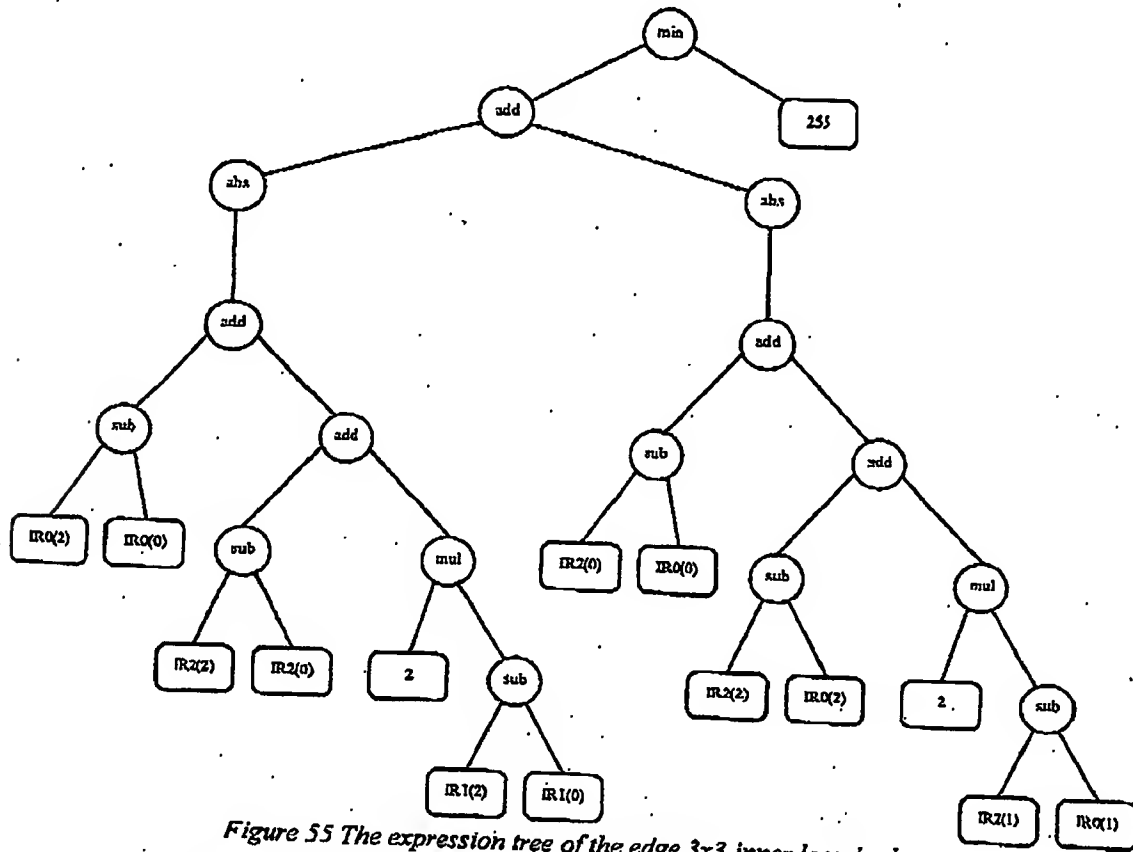 min
add
255
abs
abs
add
add
sub
add
sub
add
IR0(2)
IR0(0)
sub
mul
IR2(0)
IR0(0)
sub
mul
IR2(2)
IR2(0)
2
sub
IR2(2)
IR0(2)
2
sub
IR1(2)
IR1(0)
IR2(1)
IR0(1)
Figure 55 The expression tree of the edge 3x3 inner loop